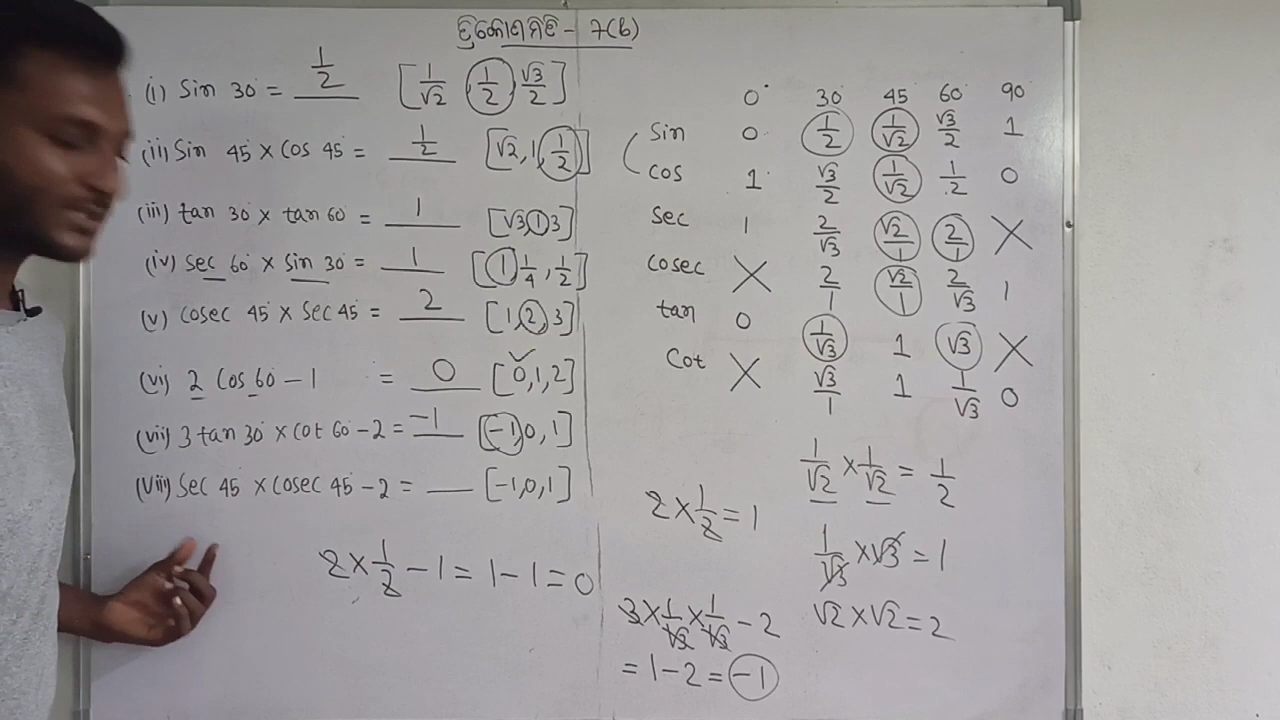 ତ୍ରିକୋଣମିତି - 7(b)
(i) Sin 30° = 1/2 [1/√2, 1/2, √3/2]
(ii) Sin 45° × Cos 45° = 1/2 [√2, 1, 1/2]
(iii) tan 30° × tan 60° = 1 [√3, 1, 3]
(iv) Sec 60° × Sin 30° = 1 [1, 1/4, 1/2]
(v) Cosec 45° × Sec 45° = 2 [1, 2, 3]
(vi) 2 Cos 60° - 1 = 0 [0, 1, 2]
(vii) 3 tan 30° × Cot 60° - 2 = -1 [-1, 0, 1]
(viii) Sec 45° × Cosec 45° - 2 = ___ [-1, 0, 1]
2 × 1/2 - 1 = 1 - 1 = 0
0° 30° 45° 60° 90°
Sin 0 1/2 1/√2 √3/2 1
Cos 1 √3/2 1/√2 1/2 0
Sec 1 2/√3 √2/1 2/1 ×
Cosec × 2/1 √2/1 2/√3 1
tan 0 1/√3 1 √3 ×
Cot × √3/1 1 1/√3 0
1/√2 × 1/√2 = 1/2
2 × 1/2 = 1
1/√3 × √3 = 1
3 × 1/√3 × 1/√3 - 2
= 1 - 2 = -1
√2 × √2 = 2